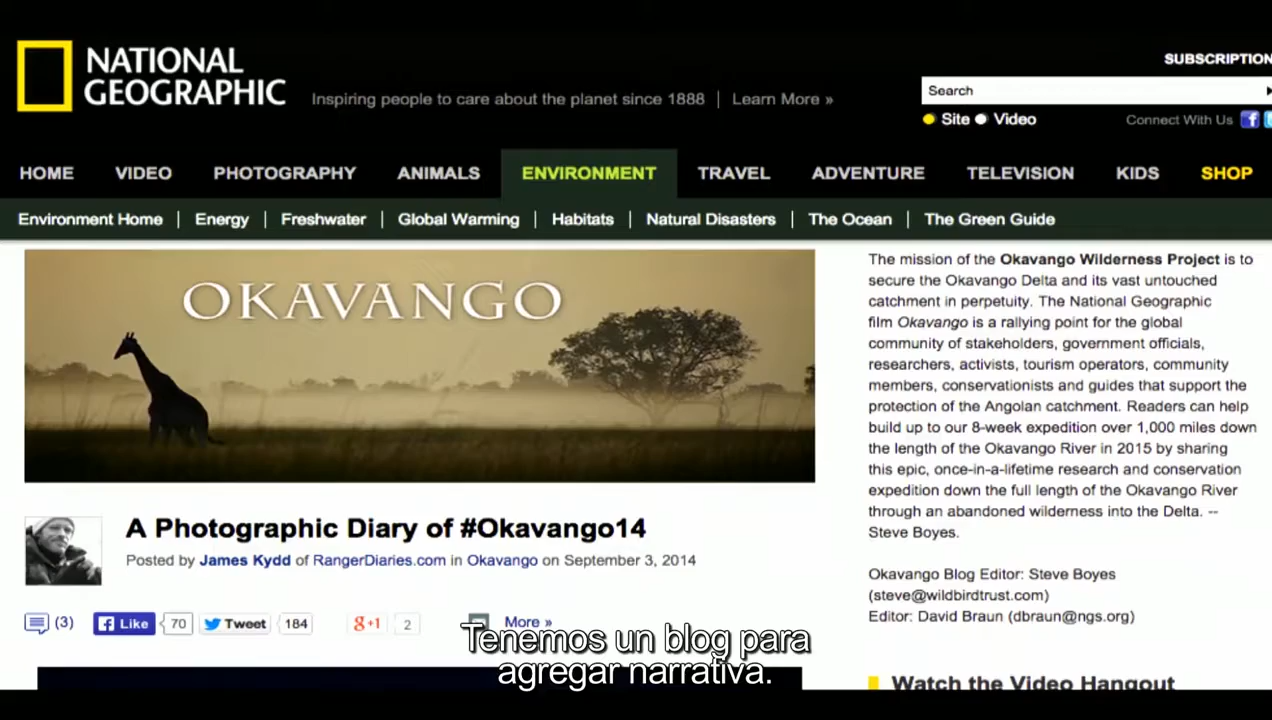 NATIONAL
GEOGRAPHIC
Inspiring people to care about the planet since 1888 | Learn More »
SUBSCRIPTION
Search
Site Video
Connect With Us
HOME VIDEO PHOTOGRAPHY ANIMALS ENVIRONMENT TRAVEL ADVENTURE TELEVISION KIDS SHOP
Environment Home | Energy | Freshwater | Global Warming | Habitats | Natural Disasters | The Ocean | The Green Guide
OKAVANGO
A Photographic Diary of #Okavango14
Posted by James Kydd of RangerDiaries.com in Okavango on September 3, 2014
(3) Like 70 Tweet 184 g+1 2 More »
The mission of the Okavango Wilderness Project is to
secure the Okavango Delta and its vast untouched
catchment in perpetuity. The National Geographic
film Okavango is a rallying point for the global
community of stakeholders, government officials,
researchers, activists, tourism operators, community
members, conservationists and guides that support the
protection of the Angolan catchment. Readers can help
build up to our 8-week expedition over 1,000 miles down
the length of the Okavango River in 2015 by sharing
this epic, once-in-a-lifetime research and conservation
expedition down the full length of the Okavango River
through an abandoned wilderness into the Delta. --
Steve Boyes.
Okavango Blog Editor: Steve Boyes
(steve@wildbirdtrust.com)
Editor: David Braun (dbraun@ngs.org)
Watch the Video Hangout
Tenemos un blog para
agregar narrativa.